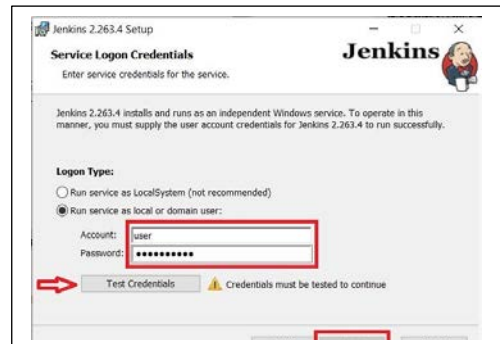 Jenkins 2.263.4 Setup
Service Logon Credentials
Enter service credentials for the service.
Jenkins
Jenkins 2.263.4 installs and runs as an independent Windows service. To operate in this
manner, you must supply the user account credentials for Jenkins 2.263.4 to run successfully.
Logon Type:
Run service as LocalSystem (not recommended)
Run service as local or domain user:
Account: user
Password: ●●●●●●●●●●
Test Credentials Credentials must be tested to continue